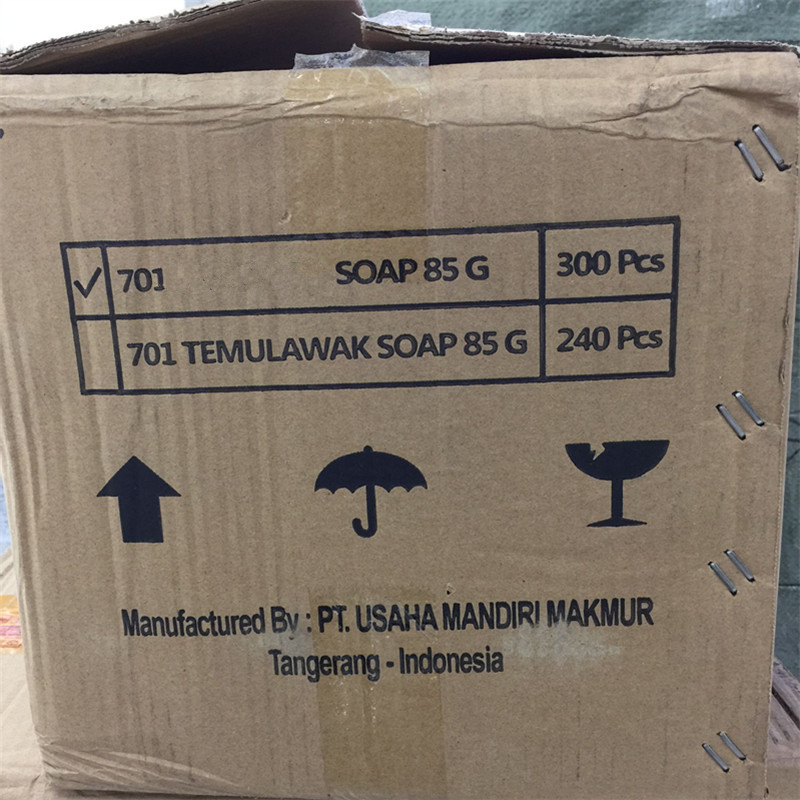 ✓ 701 SOAP 85 G 300 Pcs
701 TEMULAWAK SOAP 85 G 240 Pcs
Manufactured By : PT. USAHA MANDIRI MAKMUR
Tangerang - Indonesia